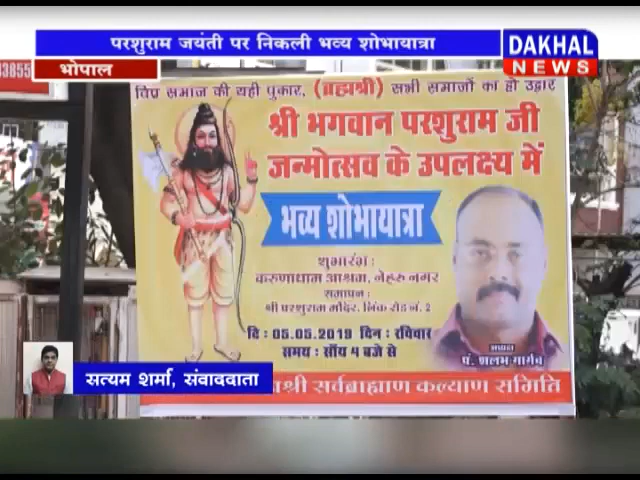 परशुराम जयंती पर निकली भव्य शोभायात्रा
DAKHAL
NEWS
43855
भोपाल
विप्र समाज की यही पुकार, (ब्रह्मश्री) सभी समाजों का हो उद्धार
श्री भगवान परशुराम जी
जन्मोत्सव के उपलक्ष्य में
भव्य शोभायात्रा
शुभारंभ :
करुणाधाम आश्रम, नेहरु नगर
समापन :
श्री परशुराम मंदिर, लिंक रोड नं. 2
दि : 05.05.2019 दिन : रविवार
समय : साँय 4 बजे से
अध्यक्ष
पं. शलभ भार्गव
सत्यम शर्मा, संवाददाता
श्री सर्वब्राह्मण कल्याण समिति